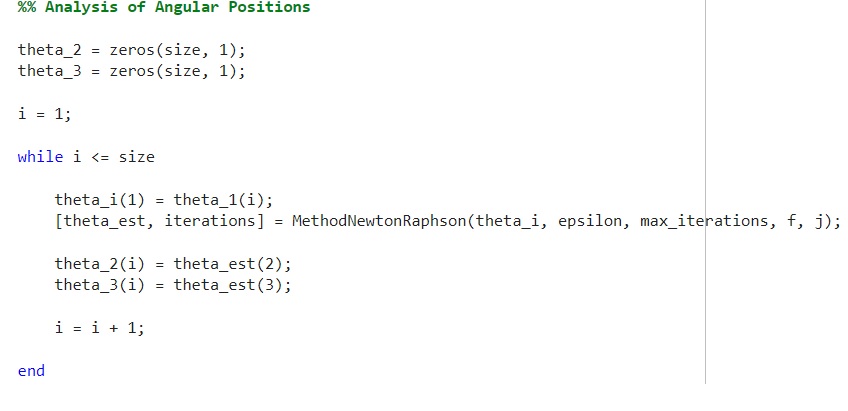 %% Analysis of Angular Positions
theta_2 = zeros(size, 1);
theta_3 = zeros(size, 1);
i = 1;
while i <= size
theta_i(1) = theta_1(i);
[theta_est, iterations] = MethodNewtonRaphson(theta_i, epsilon, max_iterations, f, j);
theta_2(i) = theta_est(2);
theta_3(i) = theta_est(3);
i = i + 1;
end